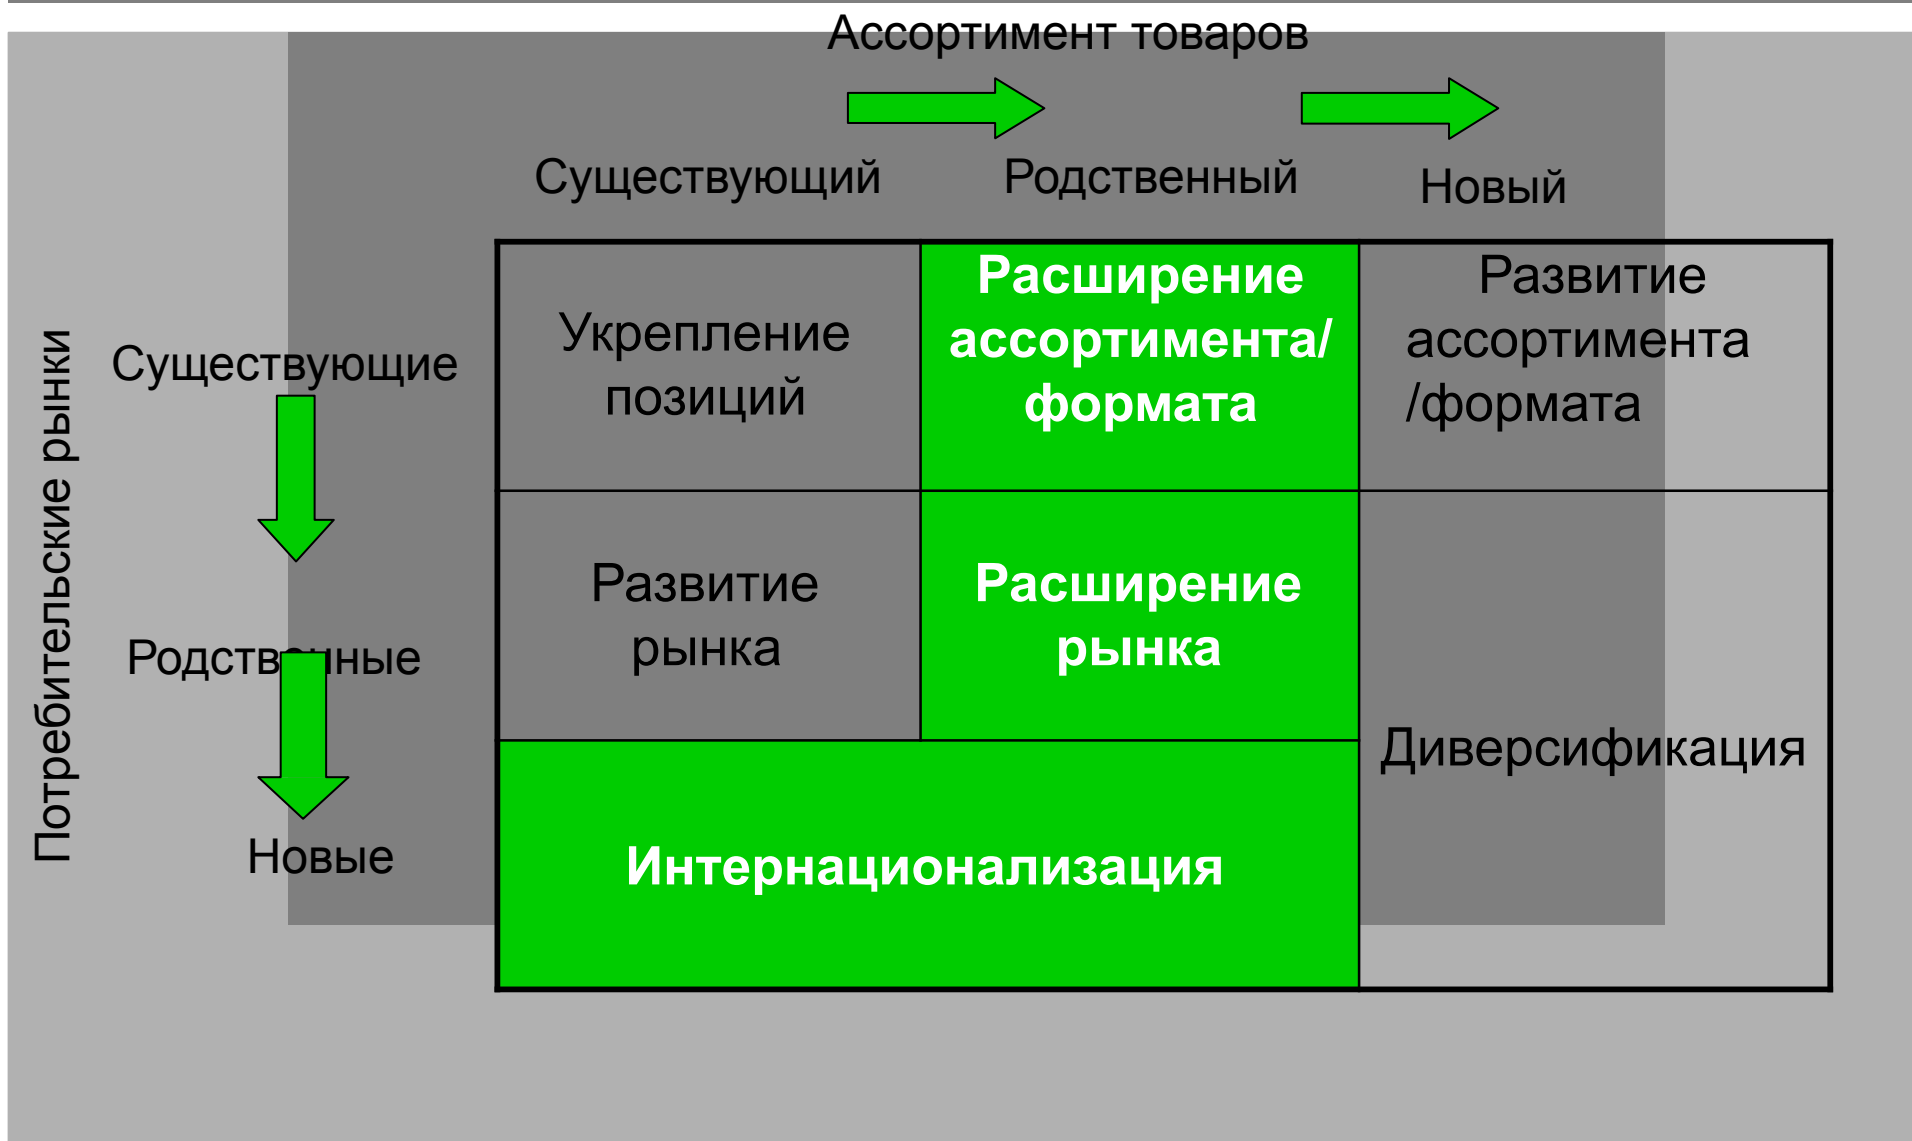 Ассортимент товаров
Существующий
Родственный
Новый
Потребительские рынки
Существующие
Укрепление
позиций
Расширение
ассортимента/
формата
Развитие
ассортимента
/формата
Родственные
Развитие
рынка
Расширение
рынка
Диверсификация
Новые
Интернационализация